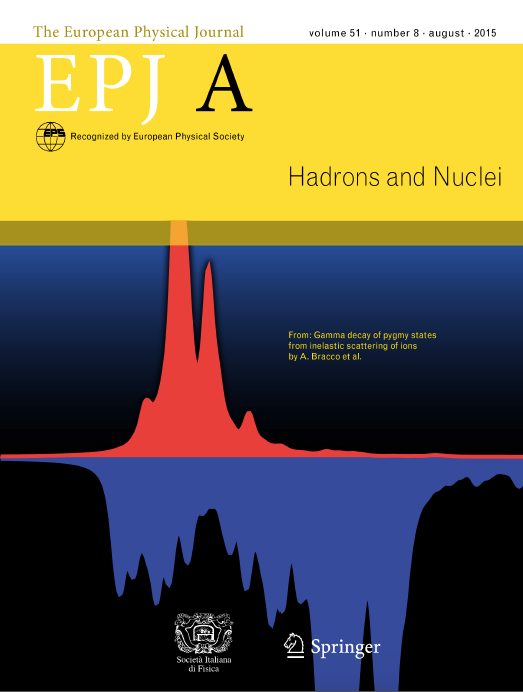 The European Physical Journal
volume 51 · number 8 · august · 2015
EPJ A
EPS
Recognized by European Physical Society
Hadrons and Nuclei
From: Gamma decay of pygmy states
from inelastic scattering of ions
by A. Bracco et al.
Società Italiana
di Fisica
Springer